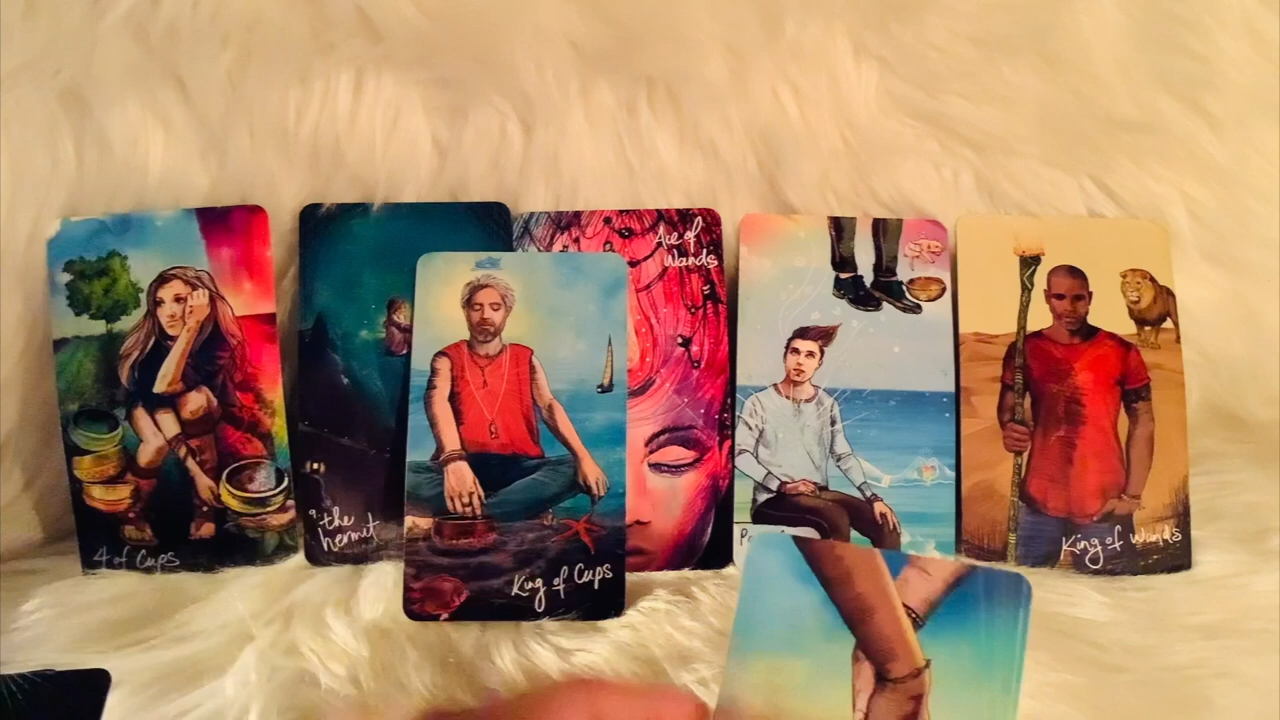 4 of Cups
9 the
hermit
King of Cups
Ace of
Wands
King of Wands